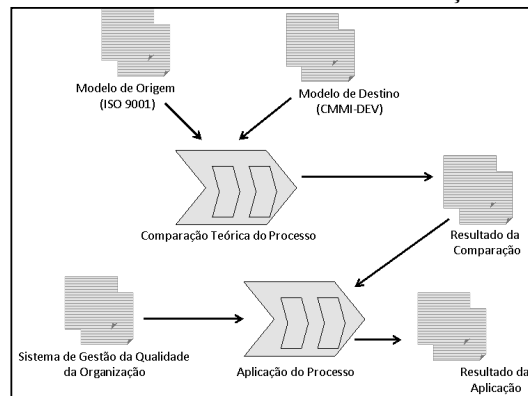 Modelo de Origem
(ISO 9001)
Modelo de Destino
(CMMI-DEV)
Comparação Teórica do Processo
Resultado da
Comparação
Sistema de Gestão da Qualidade
da Organização
Aplicação do Processo
Resultado da
Aplicação